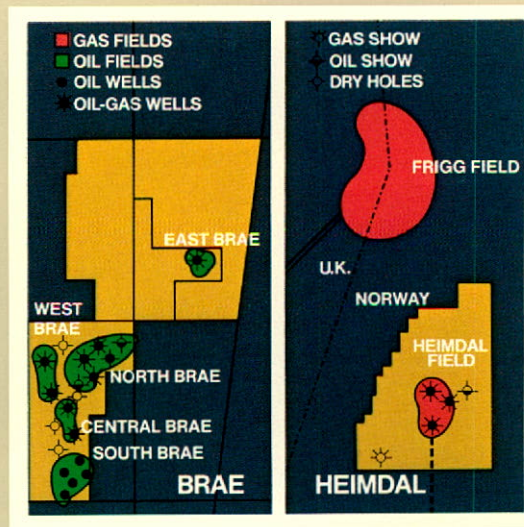 GAS FIELDS
OIL FIELDS
OIL WELLS
OIL-GAS WELLS
EAST BRAE
WEST
BRAE
NORTH BRAE
CENTRAL BRAE
SOUTH BRAE
BRAE
GAS SHOW
OIL SHOW
DRY HOLES
FRIGG FIELD
U.K.
NORWAY
HEIMDAL
FIELD
HEIMDAL